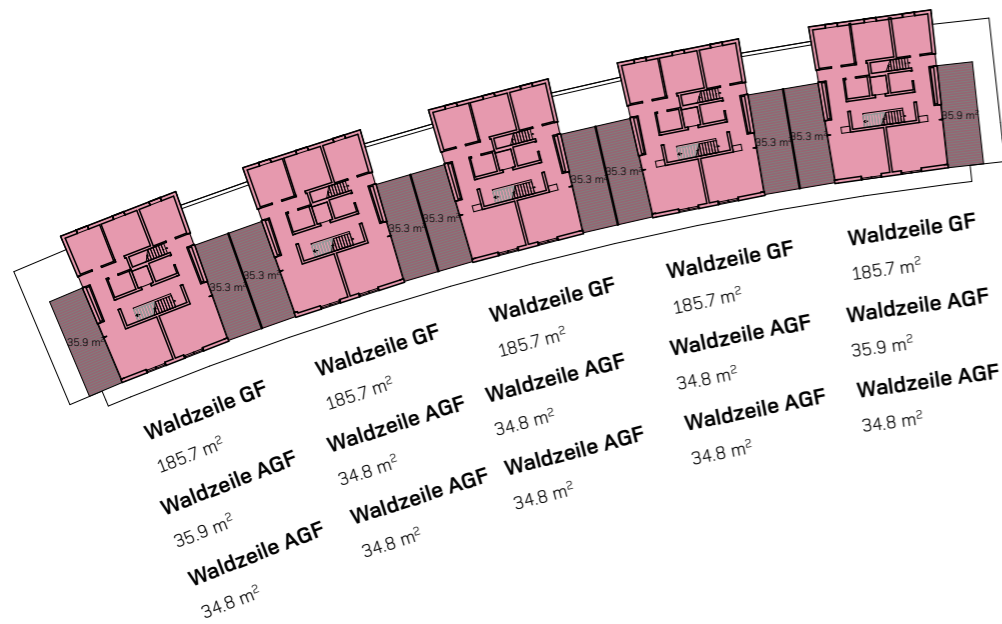 35.9 m²
35.3 m²
35.3 m²
35.3 m²
35.3 m²
35.3 m²
35.3 m²
35.3 m²
35.3 m²
35.9 m²
Waldzeile GF
185.7 m²
Waldzeile AGF
35.9 m²
Waldzeile AGF
34.8 m²
Waldzeile GF
185.7 m²
Waldzeile AGF
34.8 m²
Waldzeile AGF
34.8 m²
Waldzeile GF
185.7 m²
Waldzeile AGF
34.8 m²
Waldzeile AGF
34.8 m²
Waldzeile GF
185.7 m²
Waldzeile AGF
34.8 m²
Waldzeile AGF
34.8 m²
Waldzeile GF
185.7 m²
Waldzeile AGF
35.9 m²
Waldzeile AGF
34.8 m²